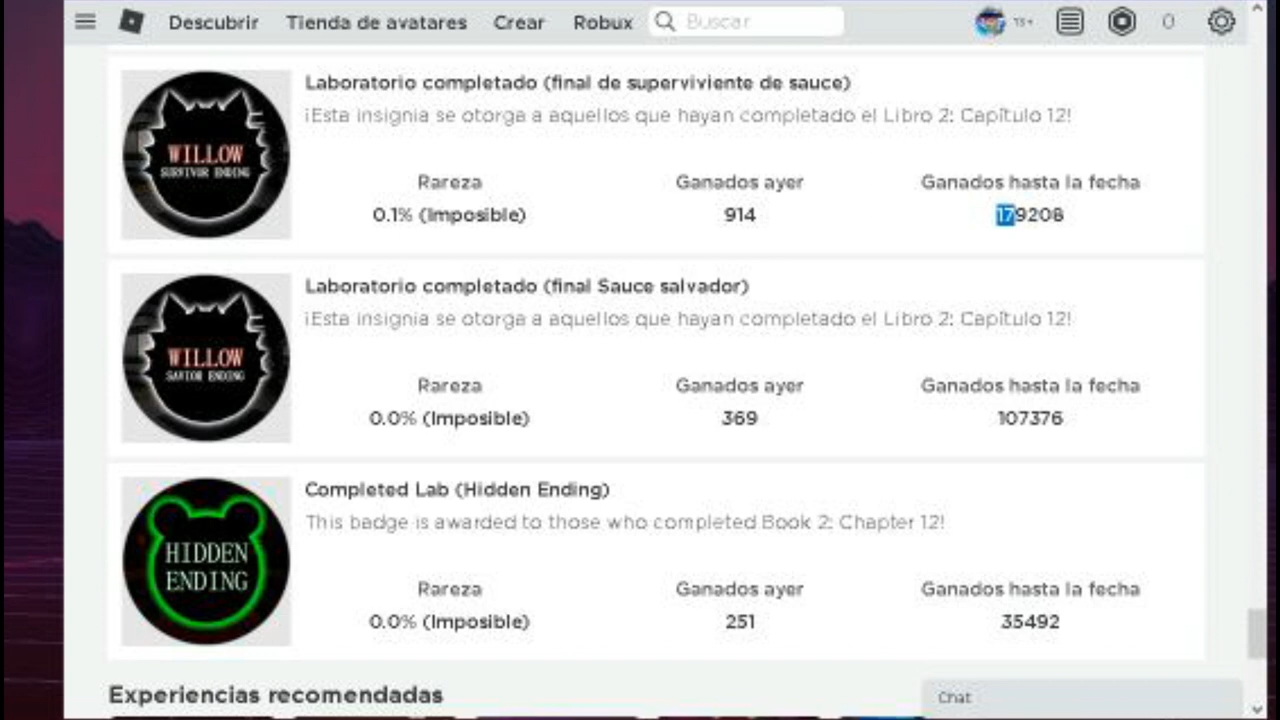 Descubrir Tienda de avatares Crear Robux Buscar 13+ 0
Laboratorio completado (final de superviviente de sauce)
¡Esta insignia se otorga a aquellos que hayan completado el Libro 2: Capítulo 12!
WILLOW
SURVIVOR ENDING
Rareza Ganados ayer Ganados hasta la fecha
0.1% (Imposible) 914 179208
Laboratorio completado (final Sauce salvador)
¡Esta insignia se otorga a aquellos que hayan completado el Libro 2: Capítulo 12!
WILLOW
SAVIOR ENDING
Rareza Ganados ayer Ganados hasta la fecha
0.0% (Imposible) 369 107376
Completed Lab (Hidden Ending)
This badge is awarded to those who completed Book 2: Chapter 12!
HIDDEN
ENDING
Rareza Ganados ayer Ganados hasta la fecha
0.0% (Imposible) 251 35492
Experiencias recomendadas
Chat